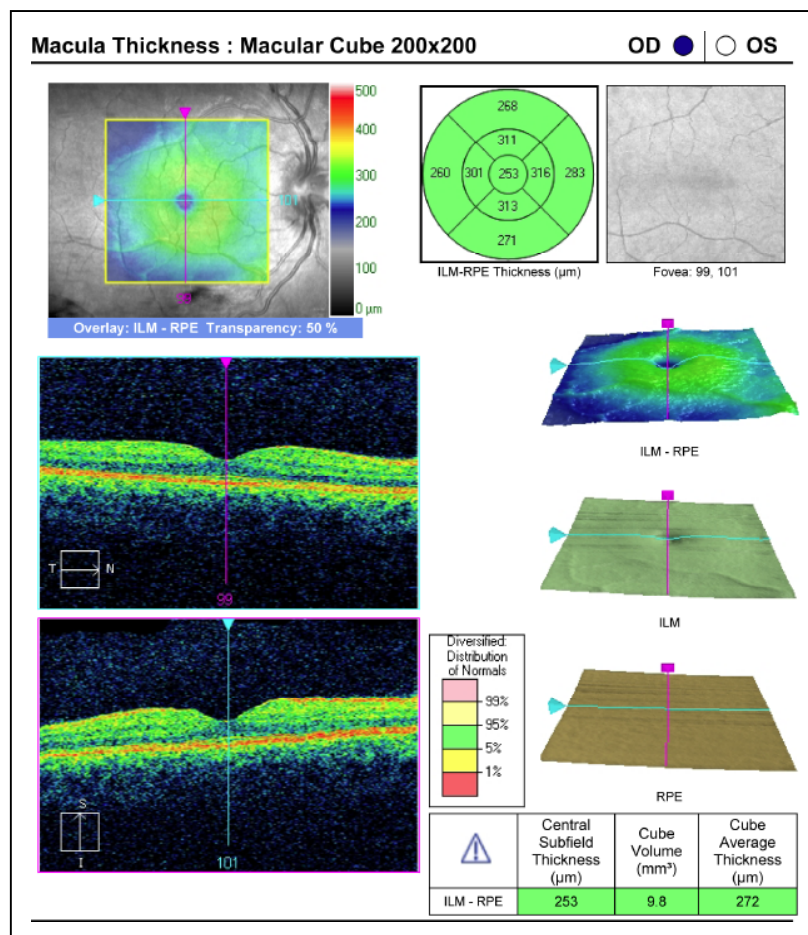 Macula Thickness : Macular Cube 200x200 OD OS
500
400
300
200
100
0 µm
101
99
Overlay: ILM - RPE Transparency: 50 %
268
311
260 301 253 316 283
313
271
ILM-RPE Thickness (µm)
Fovea: 99, 101
T N
99
S
I
101
ILM - RPE
ILM
RPE
Diversified:
Distribution
of Normals
99%
95%
5%
1%
Central
Subfield
Thickness
(µm)
Cube
Volume
(mm³)
Cube
Average
Thickness
(µm)
ILM - RPE 253 9.8 272